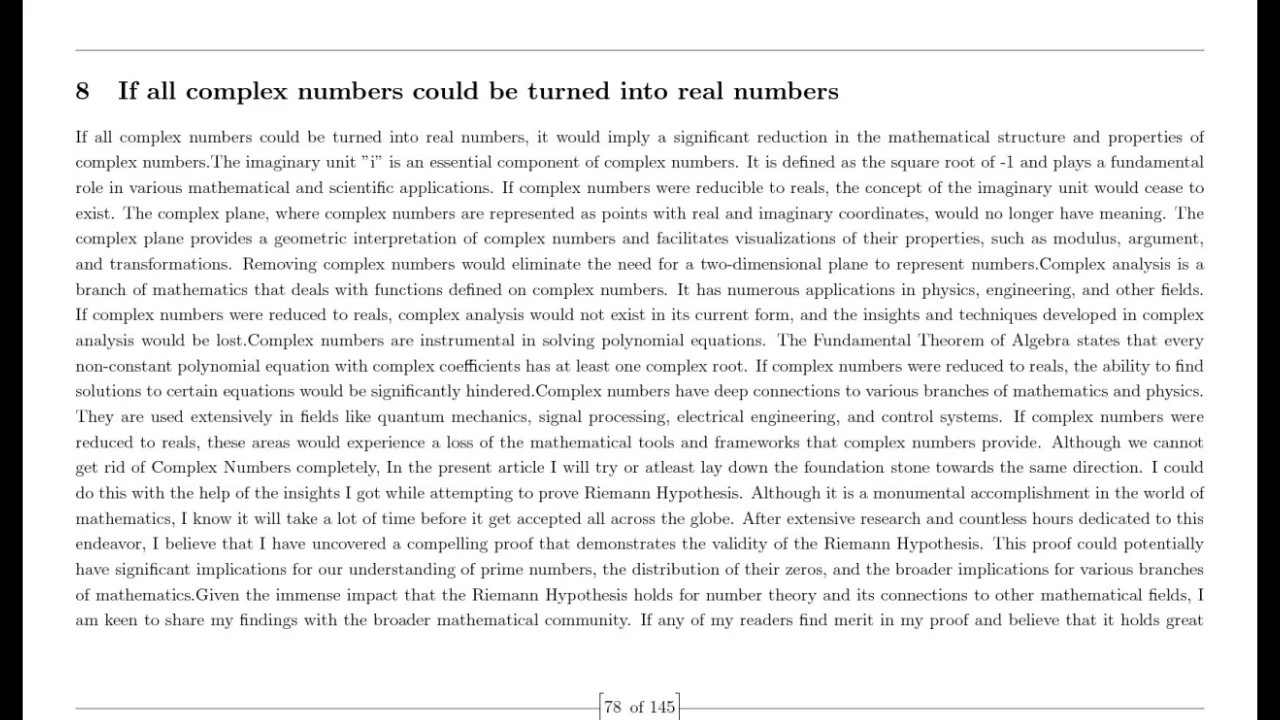 8 If all complex numbers could be turned into real numbers
If all complex numbers could be turned into real numbers, it would imply a significant reduction in the mathematical structure and properties of
complex numbers.The imaginary unit ”i” is an essential component of complex numbers. It is defined as the square root of -1 and plays a fundamental
role in various mathematical and scientific applications. If complex numbers were reducible to reals, the concept of the imaginary unit would cease to
exist. The complex plane, where complex numbers are represented as points with real and imaginary coordinates, would no longer have meaning. The
complex plane provides a geometric interpretation of complex numbers and facilitates visualizations of their properties, such as modulus, argument,
and transformations. Removing complex numbers would eliminate the need for a two-dimensional plane to represent numbers.Complex analysis is a
branch of mathematics that deals with functions defined on complex numbers. It has numerous applications in physics, engineering, and other fields.
If complex numbers were reduced to reals, complex analysis would not exist in its current form, and the insights and techniques developed in complex
analysis would be lost.Complex numbers are instrumental in solving polynomial equations. The Fundamental Theorem of Algebra states that every
non-constant polynomial equation with complex coefficients has at least one complex root. If complex numbers were reduced to reals, the ability to find
solutions to certain equations would be significantly hindered.Complex numbers have deep connections to various branches of mathematics and physics.
They are used extensively in fields like quantum mechanics, signal processing, electrical engineering, and control systems. If complex numbers were
reduced to reals, these areas would experience a loss of the mathematical tools and frameworks that complex numbers provide. Although we cannot
get rid of Complex Numbers completely, In the present article I will try or atleast lay down the foundation stone towards the same direction. I could
do this with the help of the insights I got while attempting to prove Riemann Hypothesis. Although it is a monumental accomplishment in the world of
mathematics, I know it will take a lot of time before it get accepted all across the globe. After extensive research and countless hours dedicated to this
endeavor, I believe that I have uncovered a compelling proof that demonstrates the validity of the Riemann Hypothesis. This proof could potentially
have significant implications for our understanding of prime numbers, the distribution of their zeros, and the broader implications for various branches
of mathematics.Given the immense impact that the Riemann Hypothesis holds for number theory and its connections to other mathematical fields, I
am keen to share my findings with the broader mathematical community. If any of my readers find merit in my proof and believe that it holds great
78 of 145